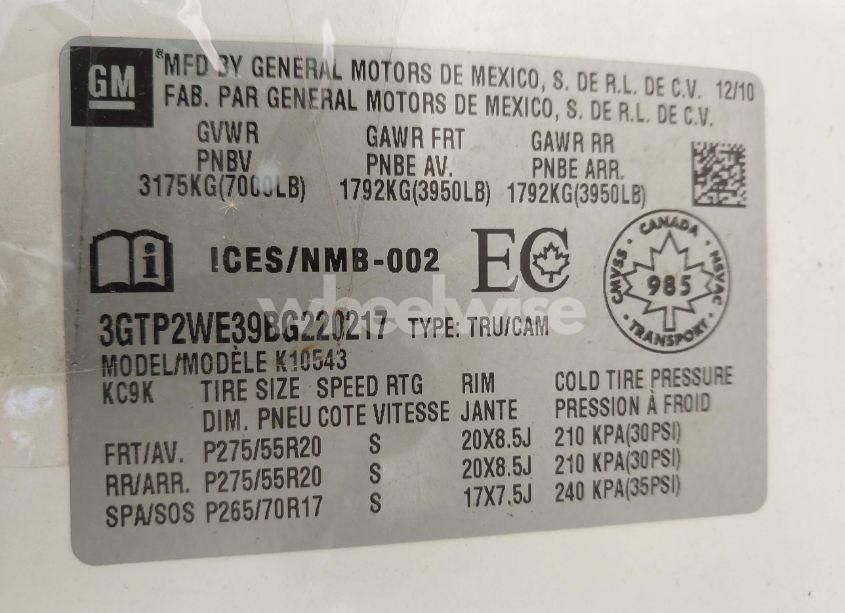 GM
®MFD BY GENERAL MOTORS DE MEXICO, S. DE R.L. DE C.V. 12/10
FAB. PAR GENERAL MOTORS DE MEXICO, S. DE R.L. DE C.V.
GVWR GAWR FRT GAWR RR
PNBV PNBE AV. PNBE ARR.
3175KG(7000LB) 1792KG(3950LB) 1792KG(3950LB)
i ICES/NMB-002 EC
CANADA
CMVSS 985 NSVAC
TRANSPORT
wheelwise
3GTP2WE39BG220217 TYPE: TRU/CAM
MODEL/MODÈLE K10543
KC9K TIRE SIZE SPEED RTG RIM COLD TIRE PRESSURE
DIM. PNEU COTE VITESSE JANTE PRESSION À FROID
FRT/AV. P275/55R20 S 20X8.5J 210 KPA(30PSI)
RR/ARR. P275/55R20 S 20X8.5J 210 KPA(30PSI)
SPA/SOS P265/70R17 S 17X7.5J 240 KPA(35PSI)